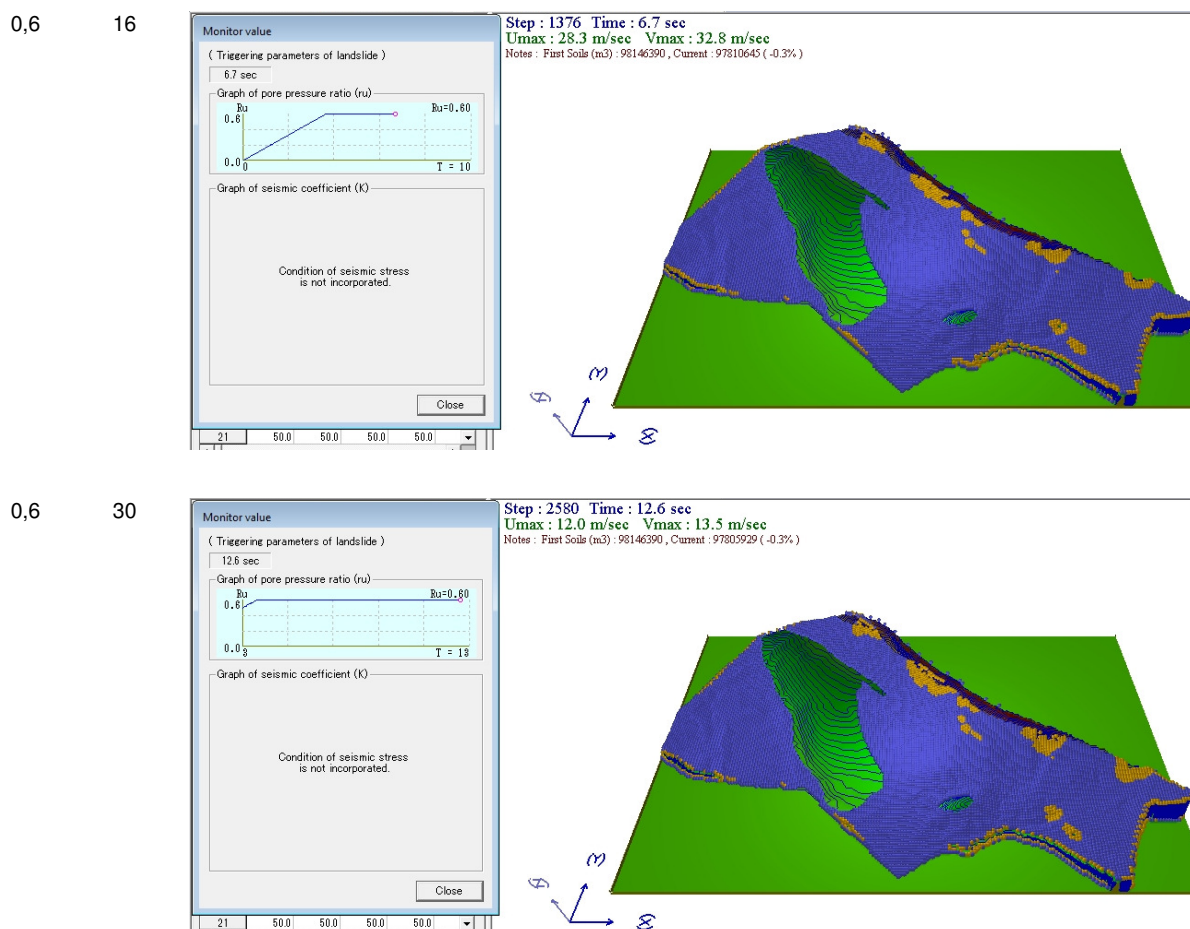 0,6 16
Monitor value
( Triggering parameters of landslide )
6.7 sec
Graph of pore pressure ratio (ru)
Ru Ru=0.60
0.6
0.0 0 T = 10
Graph of seismic coefficient (K)
Condition of seismic stress
is not incorporated.
Close
21 50.0 50.0 50.0 50.0
Step : 1376 Time : 6.7 sec
Umax : 28.3 m/sec Vmax : 32.8 m/sec
Notes : First Soils (m3) : 98146390 , Current : 97810645 ( -0.3% )
(Y)
(Z)
(X)
0,6 30
Monitor value
( Triggering parameters of landslide )
12.6 sec
Graph of pore pressure ratio (ru)
Ru Ru=0.60
0.6
0.0 3 T = 13
Graph of seismic coefficient (K)
Condition of seismic stress
is not incorporated.
Close
21 50.0 50.0 50.0 50.0
Step : 2580 Time : 12.6 sec
Umax : 12.0 m/sec Vmax : 13.5 m/sec
Notes : First Soils (m3) : 98146390 , Current : 97805929 ( -0.3% )
(Y)
(Z)
(X)